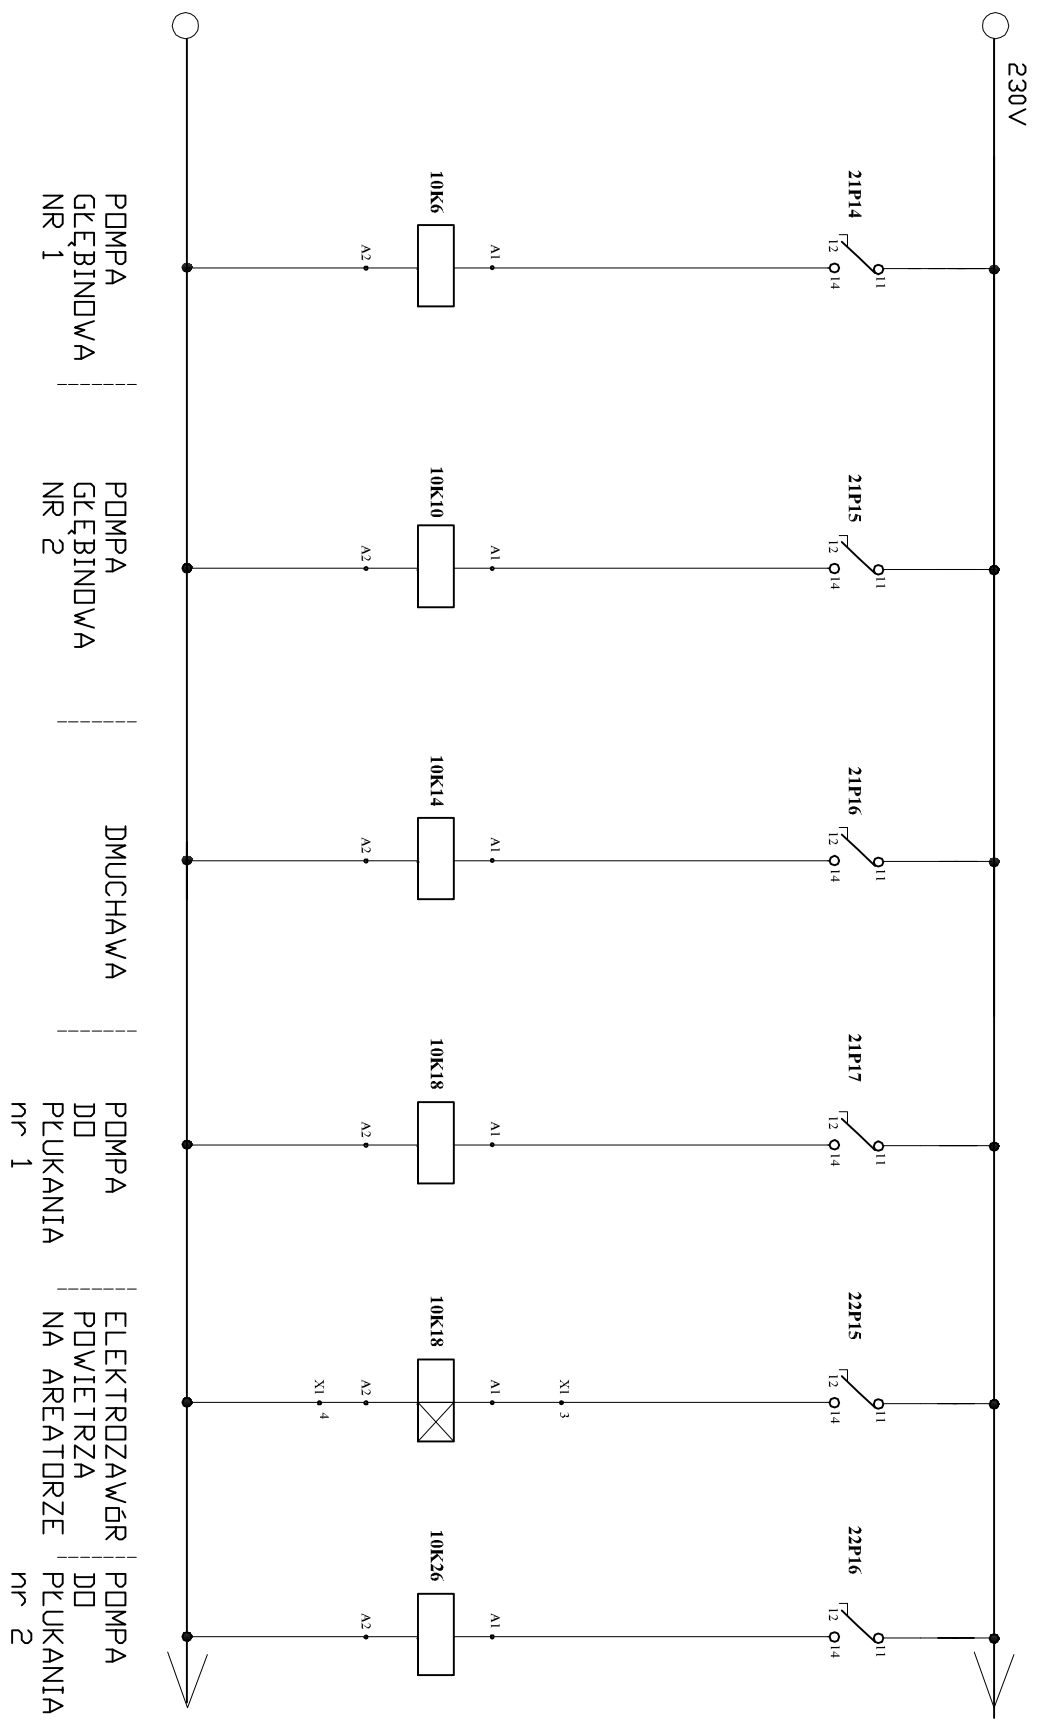 230V
21P14
12
14
11
10K6
A1
A2
POMPA
GŁĘBINOWA
NR 1
21P15
12
14
11
10K10
A1
A2
POMPA
GŁĘBINOWA
NR 2
21P16
12
14
11
10K14
A1
A2
DMUCHAWA
21P17
12
14
11
10K18
A1
A2
POMPA
DO
PŁUKANIA
nr 1
22P15
12
14
11
10K18
X1
3
A1
A2
X1
4
ELEKTROZAWÓR
POWIETRZA
NA AREATORZE
22P16
12
14
11
10K26
A1
A2
POMPA
DO
PŁUKANIA
nr 2